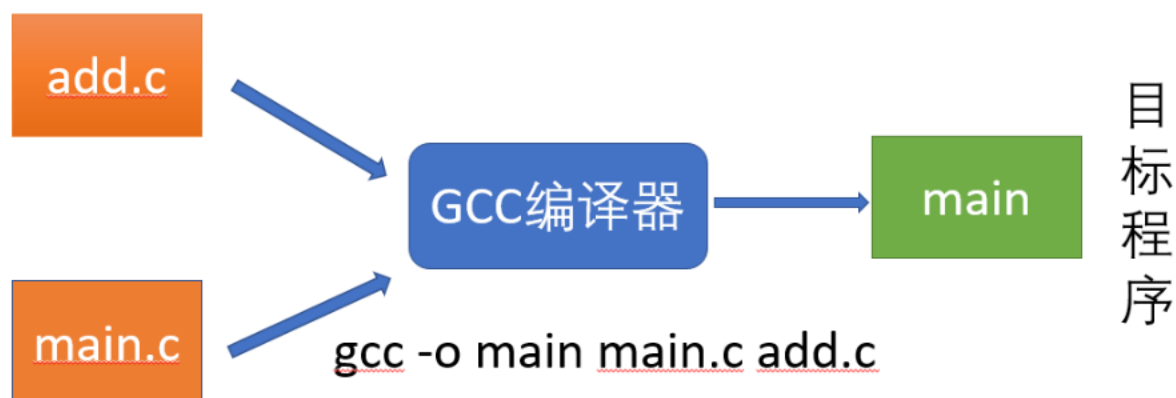 add.c
main.c
GCC编译器
gcc -o main main.c add.c
main
目标程序